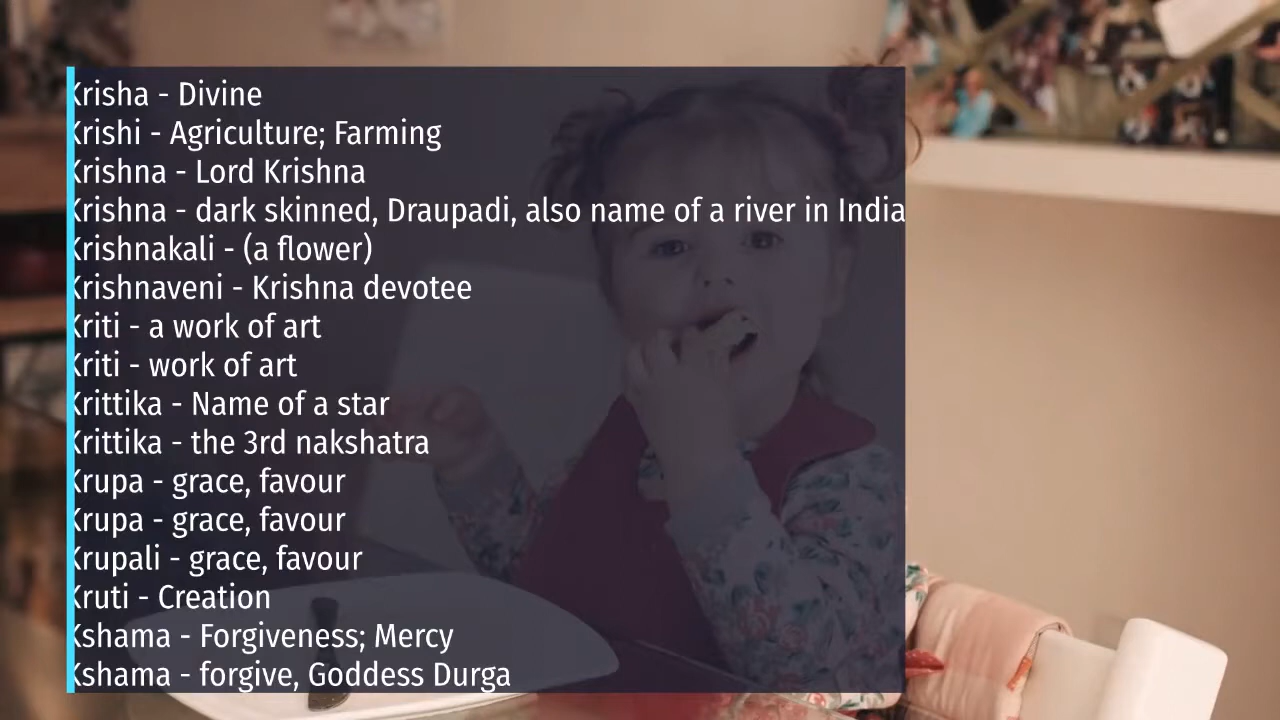 Krisha - Divine
Krishi - Agriculture; Farming
Krishna - Lord Krishna
Krishna - dark skinned, Draupadi, also name of a river in India
Krishnakali - (a flower)
Krishnaveni - Krishna devotee
Kriti - a work of art
Kriti - work of art
Krittika - Name of a star
Krittika - the 3rd nakshatra
Krupa - grace, favour
Krupa - grace, favour
Krupali - grace, favour
Kruti - Creation
Kshama - Forgiveness; Mercy
Kshama - forgive, Goddess Durga